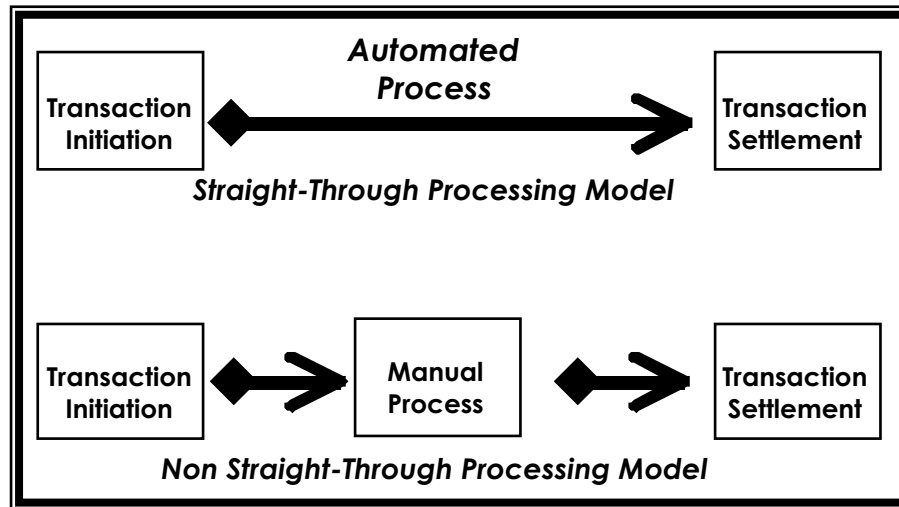 Automated
Process
Transaction
Initiation
Transaction
Settlement
Straight-Through Processing Model
Transaction
Initiation
Manual
Process
Transaction
Settlement
Non Straight-Through Processing Model